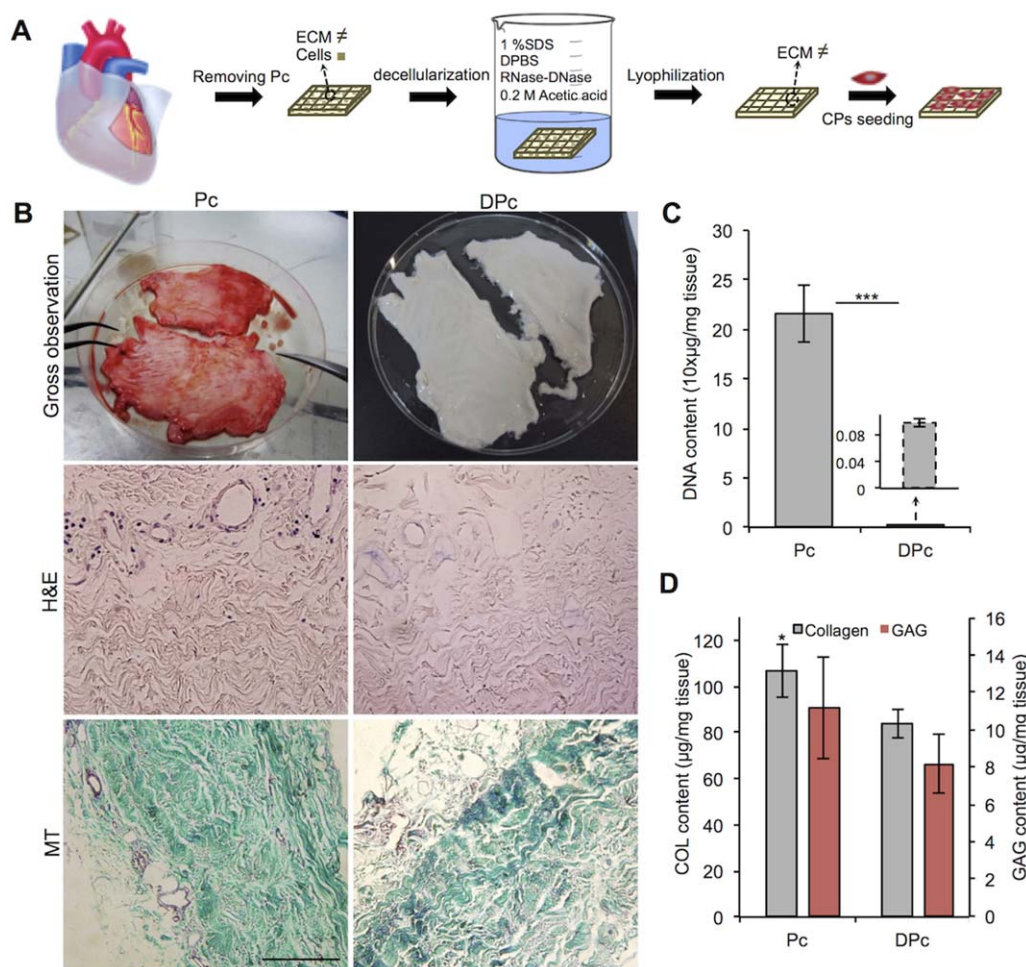 A
ECM ≠
Cells ■
Removing Pc
decellularization
1 %SDS
DPBS
RNase-DNase
0.2 M Acetic acid
Lyophilization
ECM ≠
CPs seeding
B
Pc
DPc
Gross observation
H&E
MT
C
DNA content (10xµg/mg tissue)
30
25
20
15
10
5
0
***
0.08
0.04
0
Pc
DPc
D
Collagen
GAG
COL content (µg/mg tissue)
120
100
80
60
40
20
0
*
16
14
12
10
8
6
4
2
0
GAG content (µg/mg tissue)
Pc
DPc